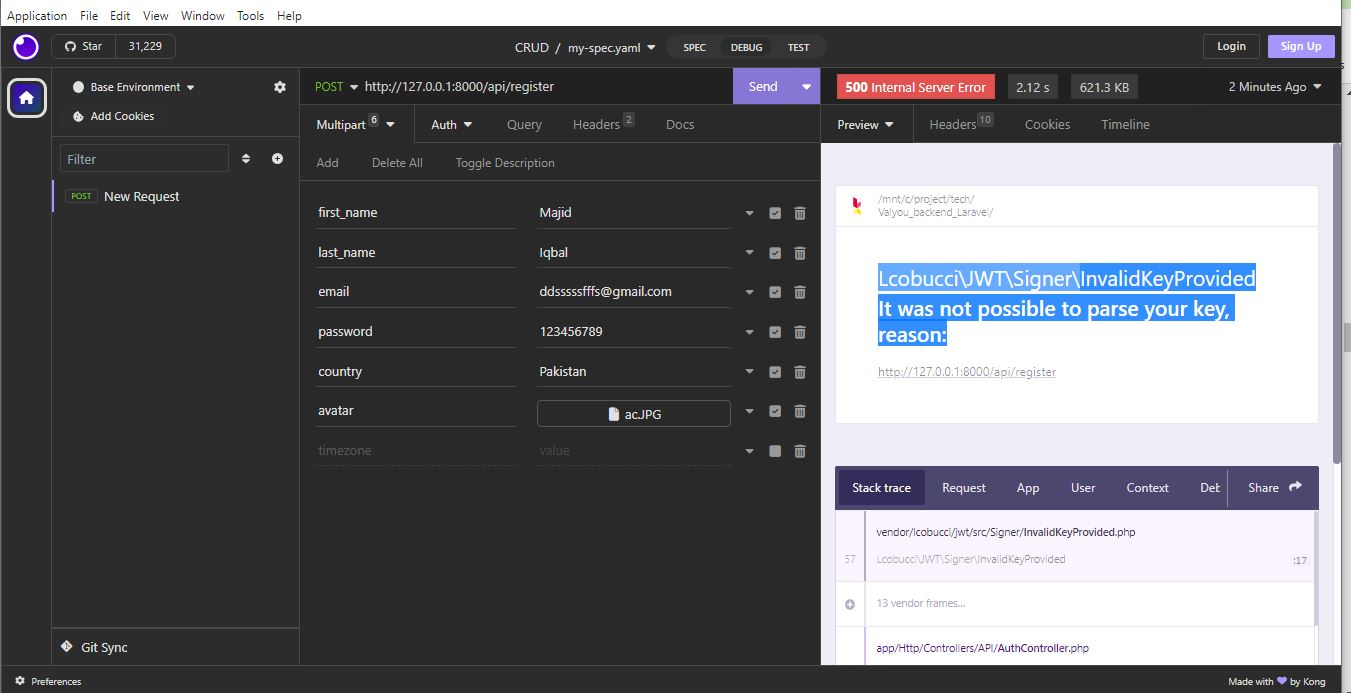 Application File Edit View Window Tools Help
Star 31,229
CRUD / my-spec.yaml
SPEC DEBUG TEST
Login Sign Up
Base Environment
Add Cookies
Filter
POST New Request
Git Sync
Preferences
POST http://127.0.0.1:8000/api/register
Send
Multipart 6 Auth Query Headers 2 Docs
Add Delete All Toggle Description
first_name Majid
last_name Iqbal
email ddsssssfffs@gmail.com
password 123456789
country Pakistan
avatar ac.JPG
timezone value
500 Internal Server Error 2.12 s 621.3 KB 2 Minutes Ago
Preview Headers 10 Cookies Timeline
/mnt/c/project/tech/
Valyou_backend_Laravel/
Lcobucci\JWT\Signer\InvalidKeyProvided
It was not possible to parse your key,
reason:
http://127.0.0.1:8000/api/register
Stack trace Request App User Context Det Share
vendor/lcobucci/jwt/src/Signer/InvalidKeyProvided.php
57 Lcobucci\JWT\Signer\InvalidKeyProvided :17
13 vendor frames...
app/Http/Controllers/API/AuthController.php
Made with by Kong